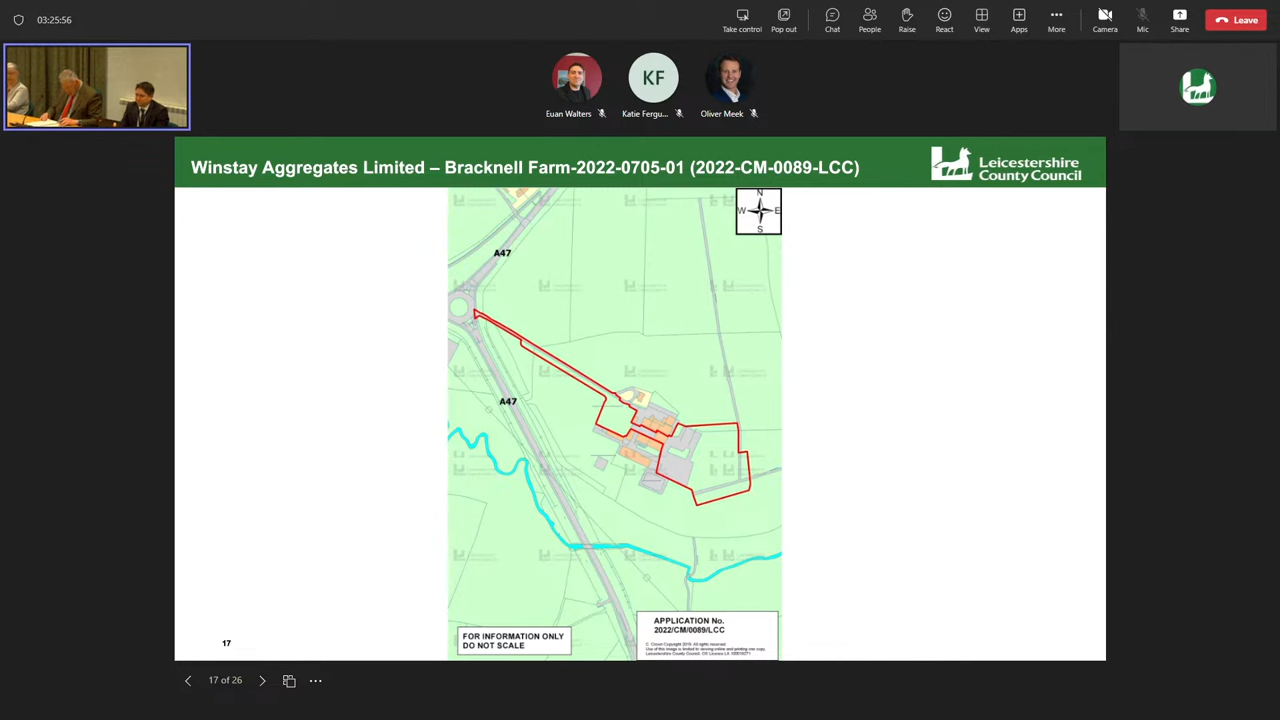 03:25:56
Take control
Pop out
Chat
People
Raise
React
View
Apps
More
Camera
Mic
Share
Leave
KF
Euan Walters
Katie Fergu...
Oliver Meek
Winstay Aggregates Limited – Bracknell Farm-2022-0705-01 (2022-CM-0089-LCC)
Leicestershire
County Council
N
W E
S
A47
A47
APPLICATION No.
2022/CM/0089/LCC
FOR INFORMATION ONLY
DO NOT SCALE
17
17 of 26